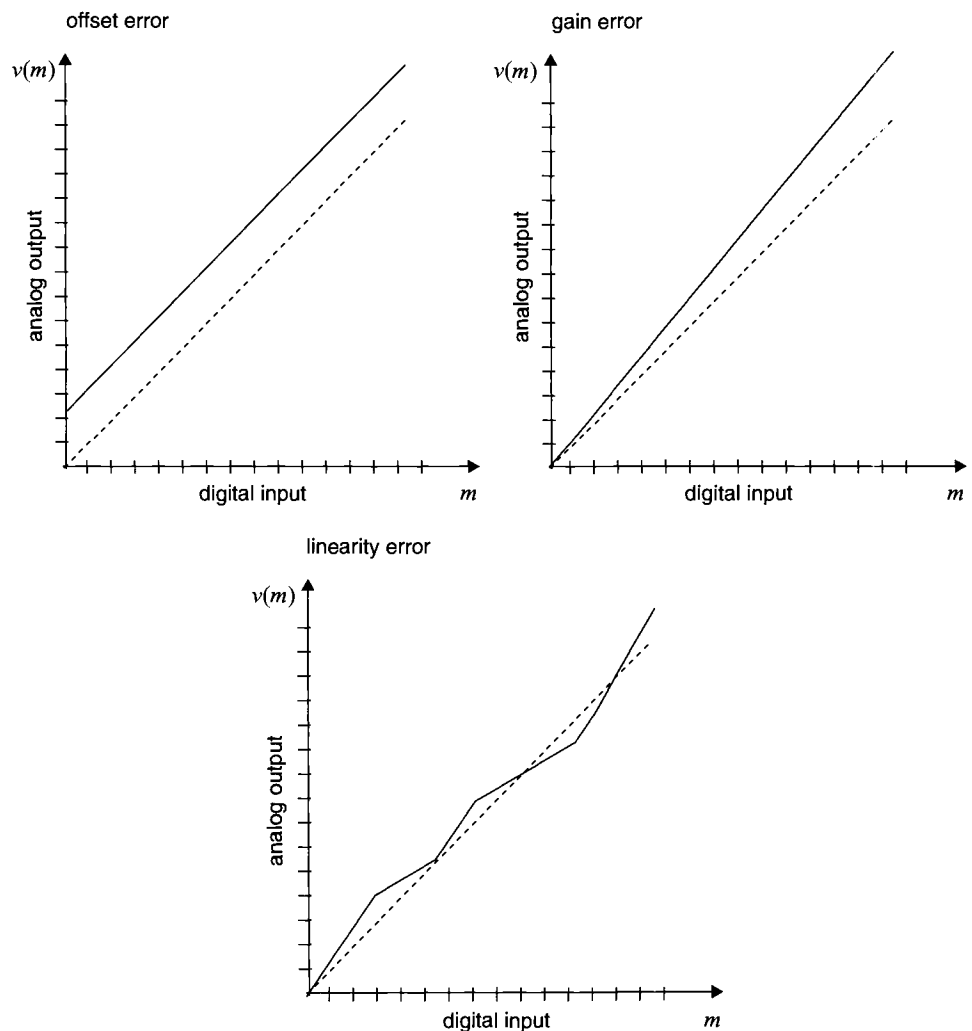 offset error
v(m)
analog output
digital input
m
gain error
v(m)
analog output
digital input
m
linearity error
v(m)
analog output
digital input
m